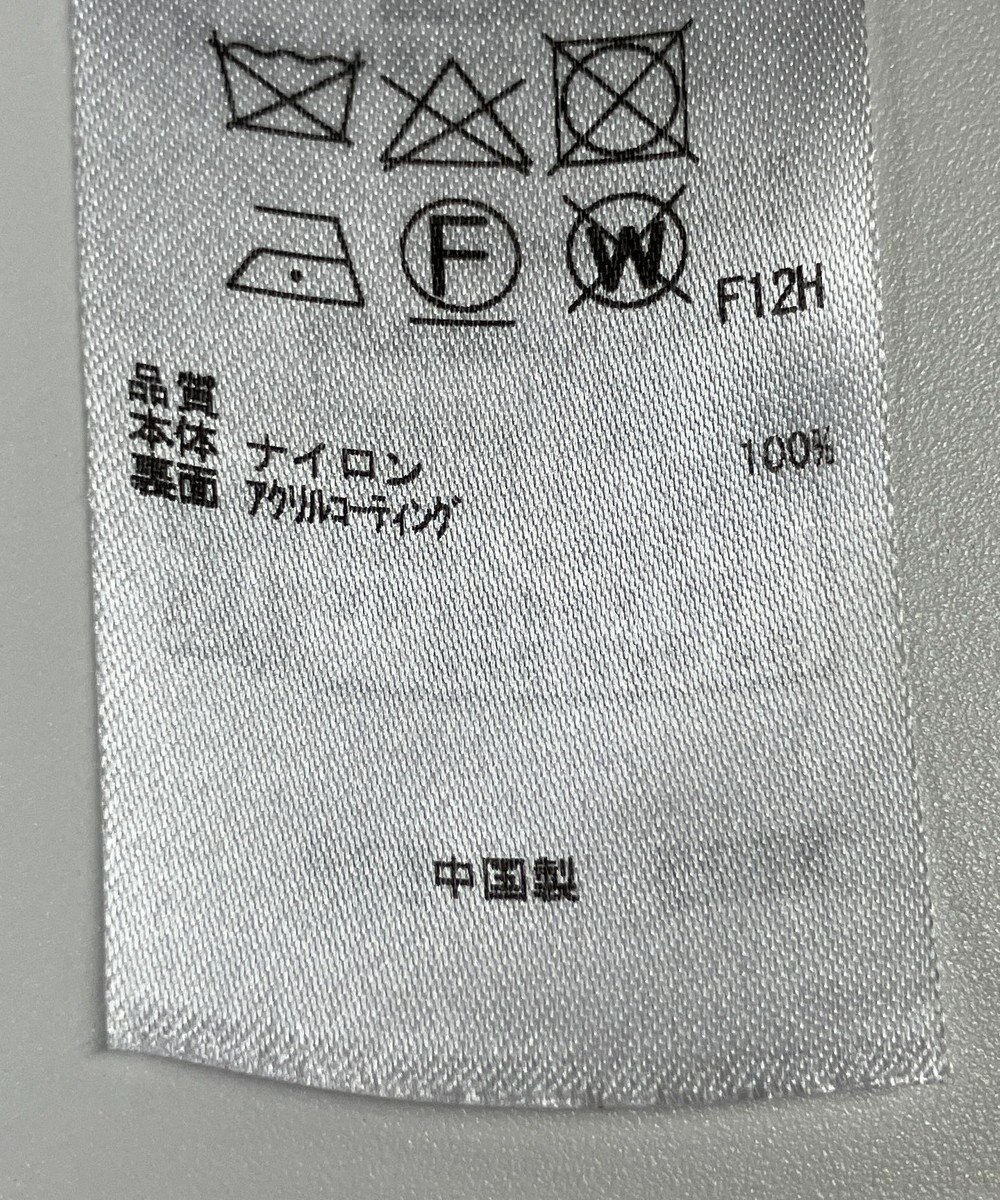 F W F12H
品質
本体 ナイロン 100%
裏面 アクリルコーティング
中国製